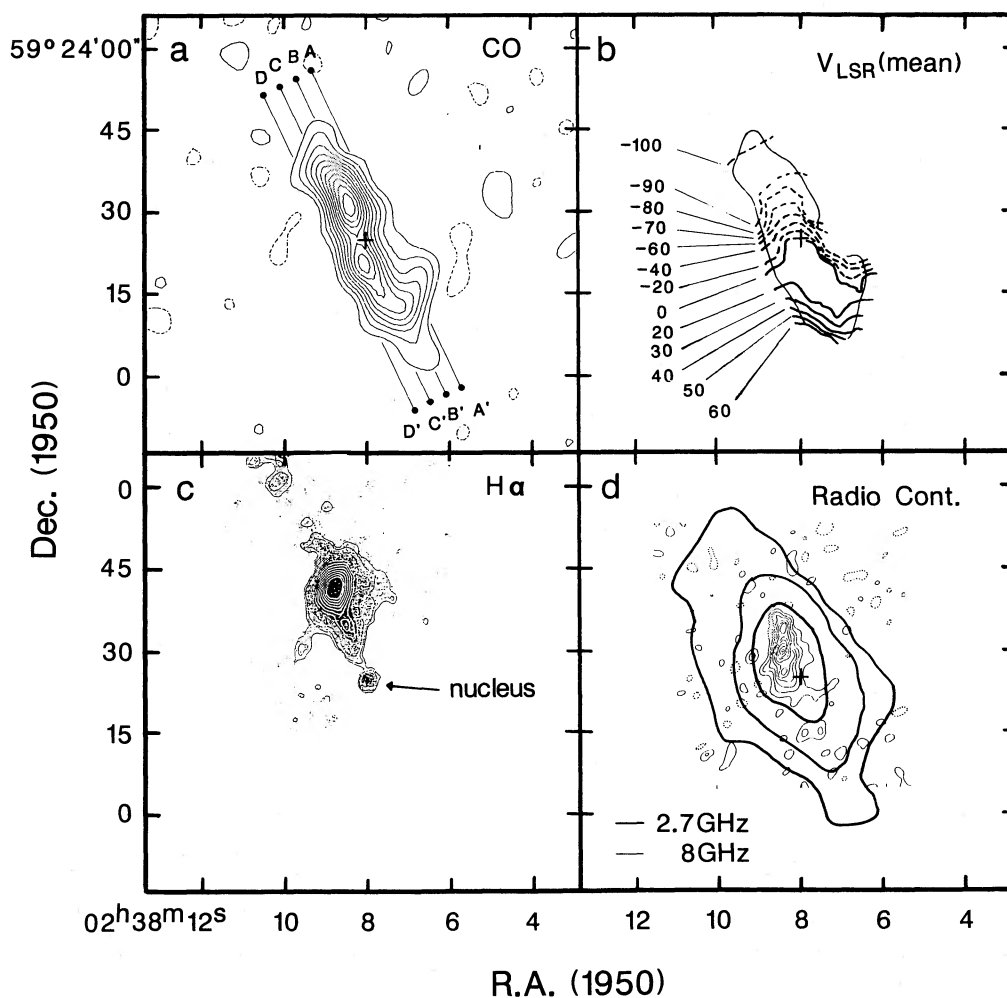 a
CO
59°24'00"
45
30
15
0
D C B A
D' C' B' A'
b
V LSR (mean)
-100
-90
-80
-70
-60
-40
-20
0
20
30
40
50
60
Dec. (1950)
c
Hα
0
45
30
15
0
nucleus
d
Radio Cont.
— 2.7GHz
— 8GHz
02h38m12s 10 8 6 4
12 10 8 6 4
R.A. (1950)